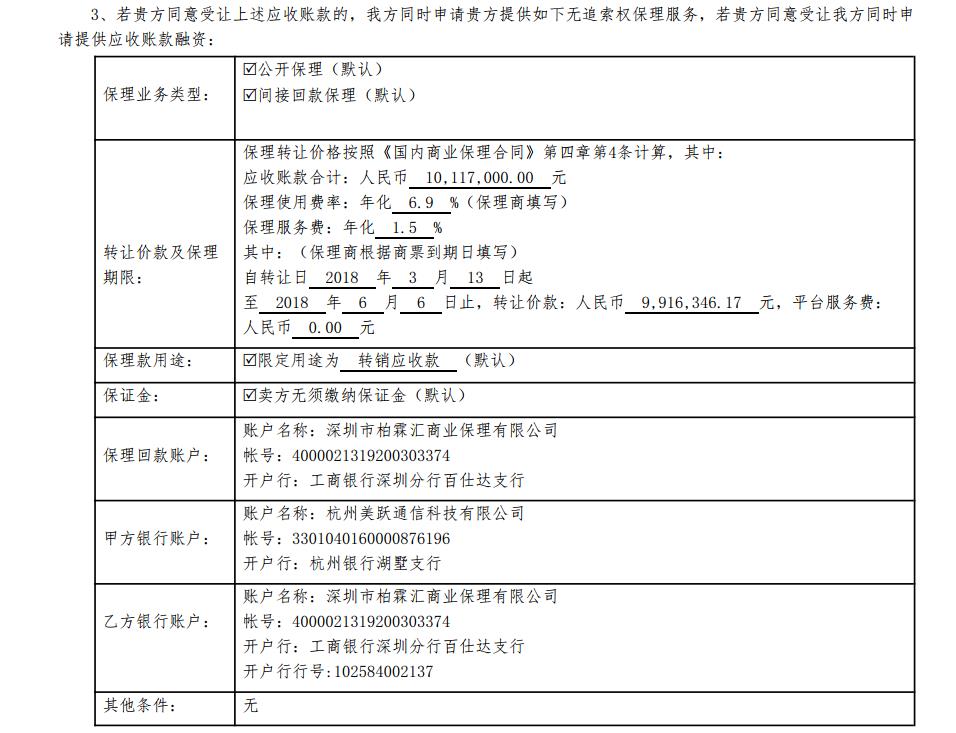 3、若贵方同意受让上述应收账款的，我方同时申请贵方提供如下无追索权保理服务，若贵方同意受让我方同时申
请提供应收账款融资：
保理业务类型：
☑公开保理（默认）
☑间接回款保理（默认）
转让价款及保理
期限：
保理转让价格按照《国内商业保理合同》第四章第4条计算，其中：
应收账款合计：人民币 10,117,000.00 元
保理使用费率：年化 6.9 %（保理商填写）
保理服务费：年化 1.5 %
其中：（保理商根据商票到期日填写）
自转让日 2018 年 3 月 13 日起
至 2018 年 6 月 6 日止，转让价款：人民币 9,916,346.17 元，平台服务费：
人民币 0.00 元
保理款用途：
☑限定用途为 转销应收款 （默认）
保证金：
☑卖方无须缴纳保证金（默认）
保理回款账户：
账户名称：深圳市柏霖汇商业保理有限公司
帐号：4000021319200303374
开户行：工商银行深圳分行百仕达支行
甲方银行账户：
账户名称：杭州美跃通信科技有限公司
帐号：3301040160000876196
开户行：杭州银行湖墅支行
乙方银行账户：
账户名称：深圳市柏霖汇商业保理有限公司
帐号：4000021319200303374
开户行：工商银行深圳分行百仕达支行
开户行行号:102584002137
其他条件：
无